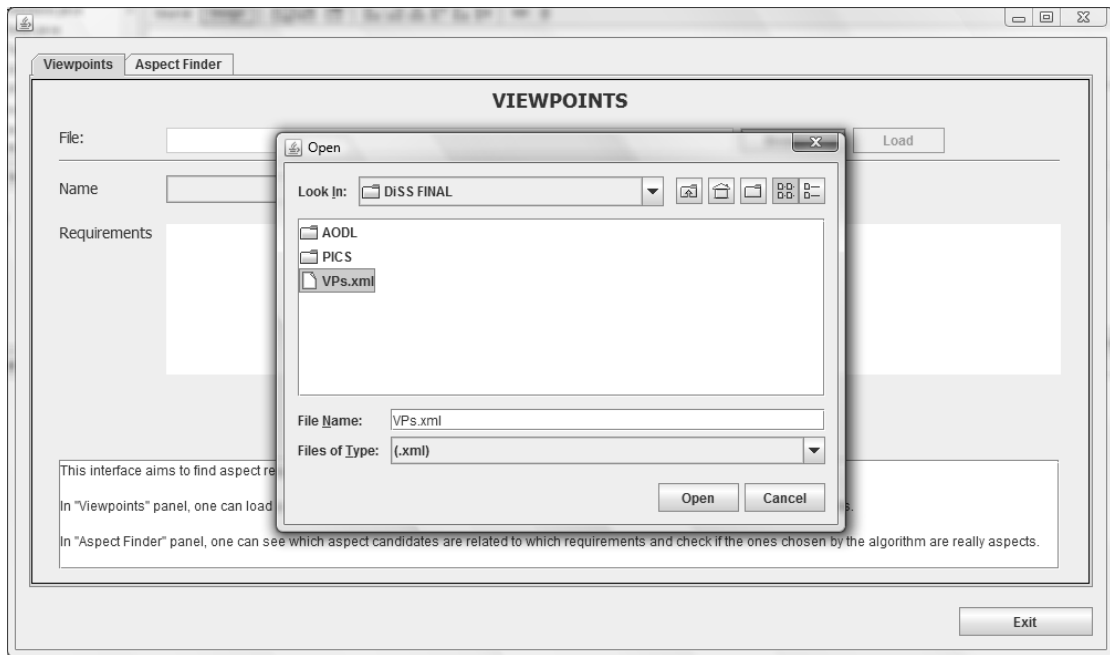 Viewpoints Aspect Finder
VIEWPOINTS
File:
Load
Open
Look In: DiSS FINAL
Name
Requirements
AODL
PICS
VPs.xml
File Name: VPs.xml
Files of Type: (.xml)
Open Cancel
This interface aims to find aspect
In "Viewpoints" panel, one can load
In "Aspect Finder" panel, one can see which aspect candidates are related to which requirements and check if the ones chosen by the algorithm are really aspects.
Exit